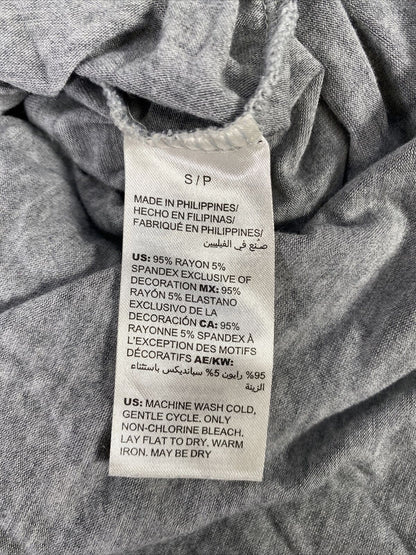 S / P
MADE IN PHILIPPINES/
HECHO EN FILIPINAS/
FABRIQUÉ EN PHILIPPINES/
صنع في الفيليبين
US: 95% RAYON 5%
SPANDEX EXCLUSIVE OF
DECORATION MX: 95%
RAYÓN 5% ELASTANO
EXCLUSIVO DE LA
DECORACIÓN CA: 95%
RAYONNE 5% SPANDEX À
L'EXCEPTION DES MOTIFS
DÉCORATIFS AE/KW:
95% رايون 5% سبانديكس باستثناء
الزينة
US: MACHINE WASH COLD,
GENTLE CYCLE. ONLY
NON-CHLORINE BLEACH.
LAY FLAT TO DRY. WARM
IRON. MAY BE DRY